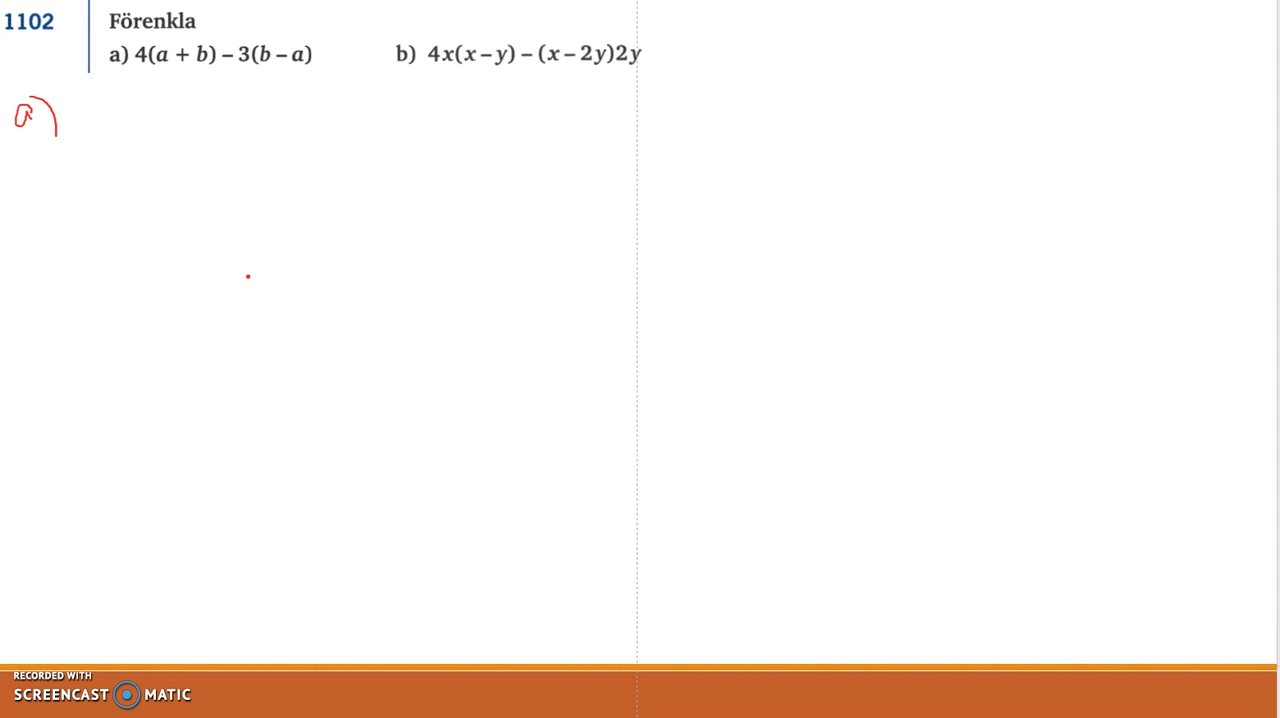 1102 Förenkla
a) 4(a + b) – 3(b – a) b) 4x(x – y) – (x – 2y)2y
a)
RECORDED WITH
SCREENCAST MATIC